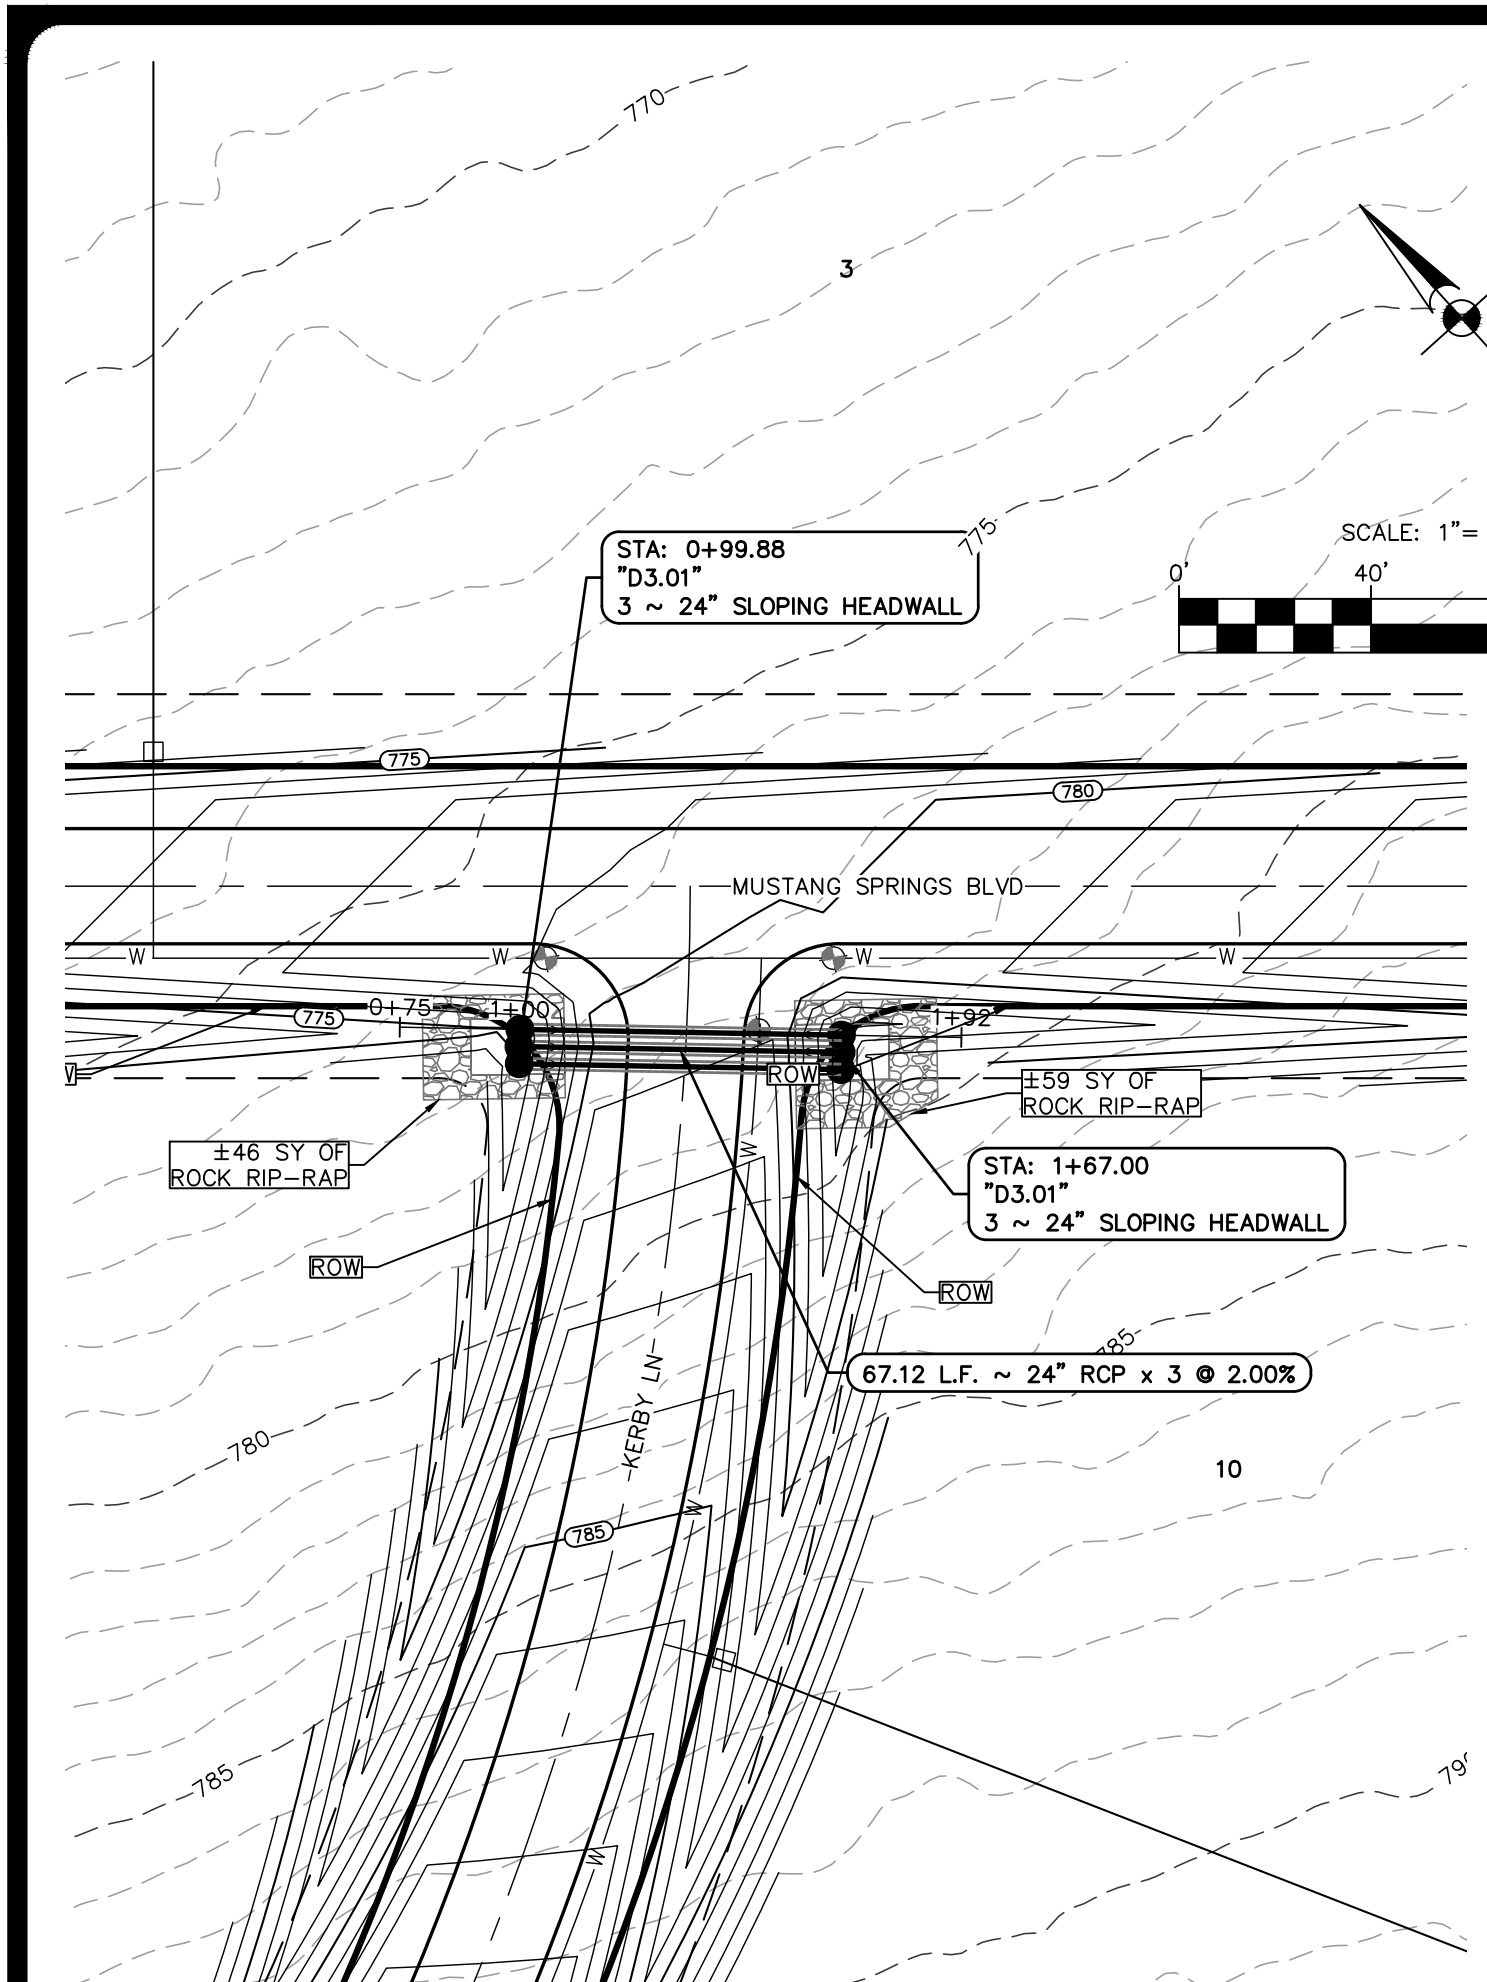 770
3
775
SCALE: 1"=
0' 40'
STA: 0+99.88
"D3.01"
3 ~ 24" SLOPING HEADWALL
775
780
MUSTANG SPRINGS BLVD
W W W W
0+75 1+00 1+92
775
ROW
±59 SY OF
ROCK RIP-RAP
±46 SY OF
ROCK RIP-RAP
W
STA: 1+67.00
"D3.01"
3 ~ 24" SLOPING HEADWALL
ROW
ROW
785
67.12 L.F. ~ 24" RCP x 3 @ 2.00%
KERBY LN
780
10
W
785
785
W